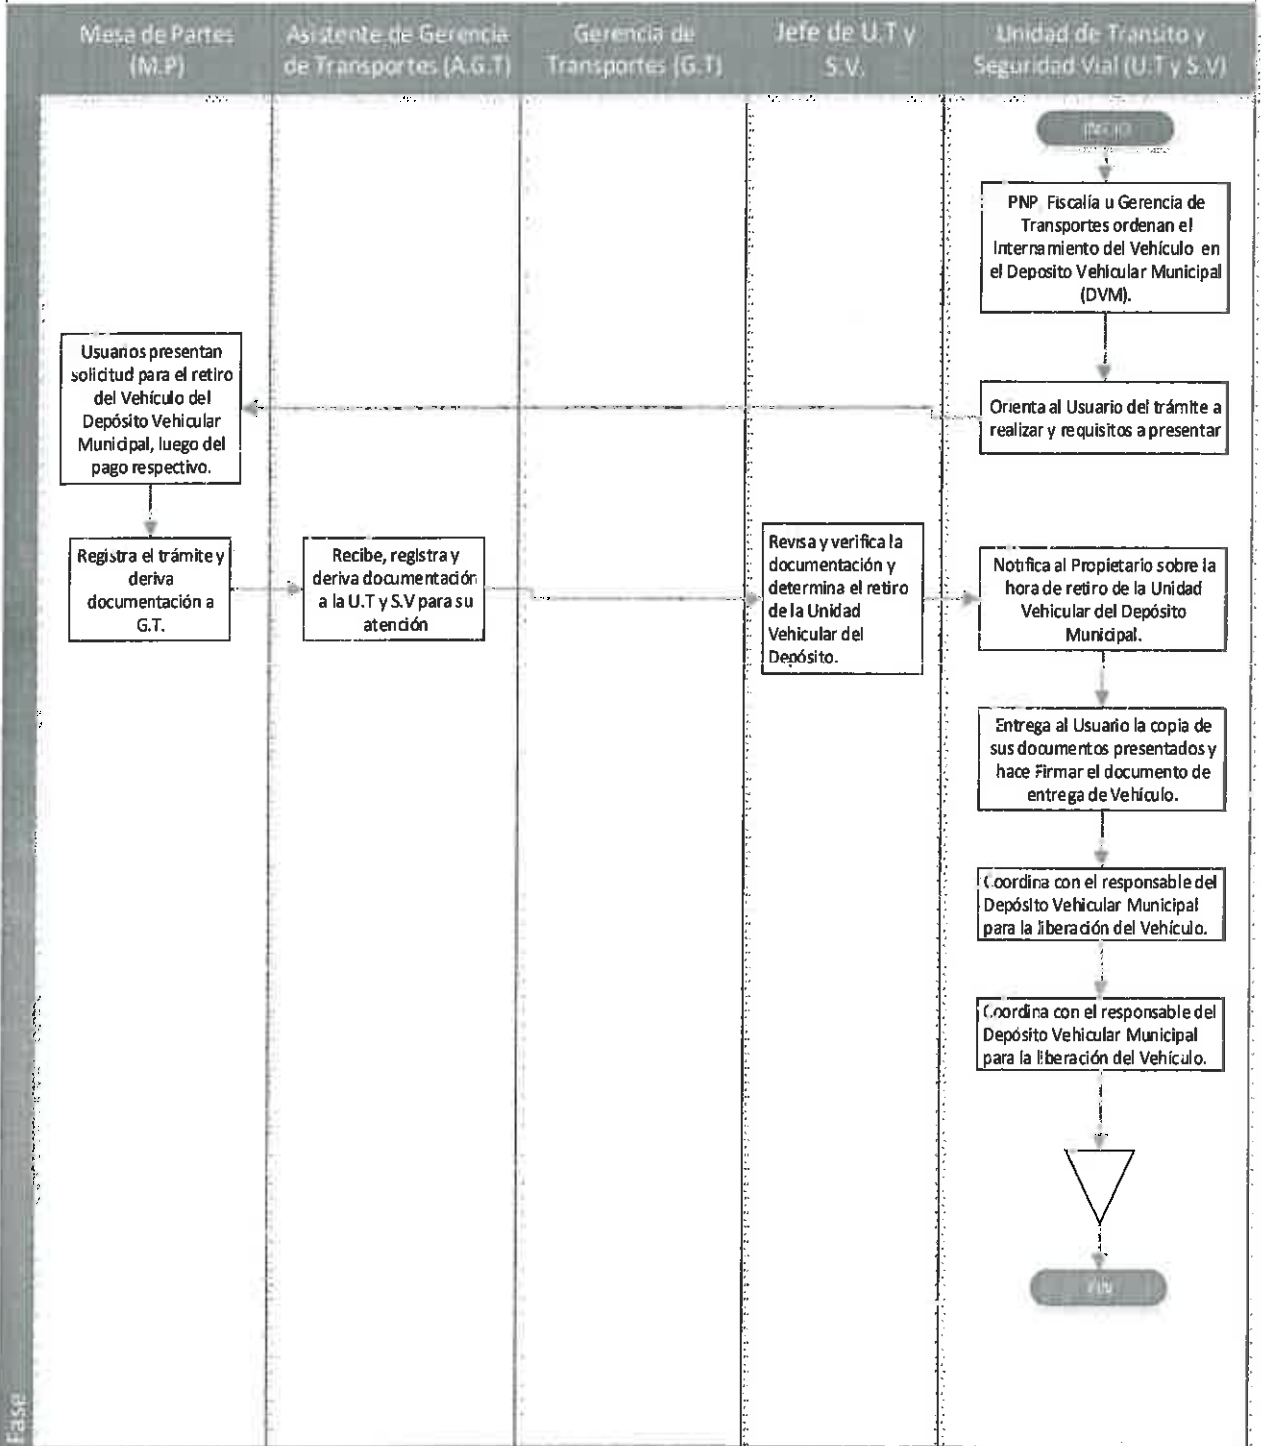 Mesa de Partes
(M.P)
Asistente de Gerencia
de Transportes (A.G.T)
Gerencia de
Transportes (G.T)
Jefe de U.T y
S.V.
Unidad de Transito y
Seguridad Vial (U.T y S.V)
INICIO
PNP, Fiscalía u Gerencia de
Transportes ordenan el
Internamiento del Vehículo en
el Deposito Vehicular Municipal
(DVM).
Usuarios presentan
solicitud para el retiro
del Vehículo del
Depósito Vehicular
Municipal, luego del
pago respectivo.
Orienta al Usuario del trámite a
realizar y requisitos a presentar
Registra el trámite y
deriva
documentación a
G.T.
Recibe, registra y
deriva documentación
a la U.T y S.V para su
atención
Revisa y verifica la
documentación y
determina el retiro
de la Unidad
Vehicular del
Depósito.
Notifica al Propietario sobre la
hora de retiro de la Unidad
Vehicular del Depósito
Municipal.
Entrega al Usuario la copia de
sus documentos presentados y
hace Firmar el documento de
entrega de Vehículo.
Coordina con el responsable del
Depósito Vehicular Municipal
para la liberación del Vehículo.
Coordina con el responsable del
Depósito Vehicular Municipal
para la liberación del Vehículo.
FIN
Fase